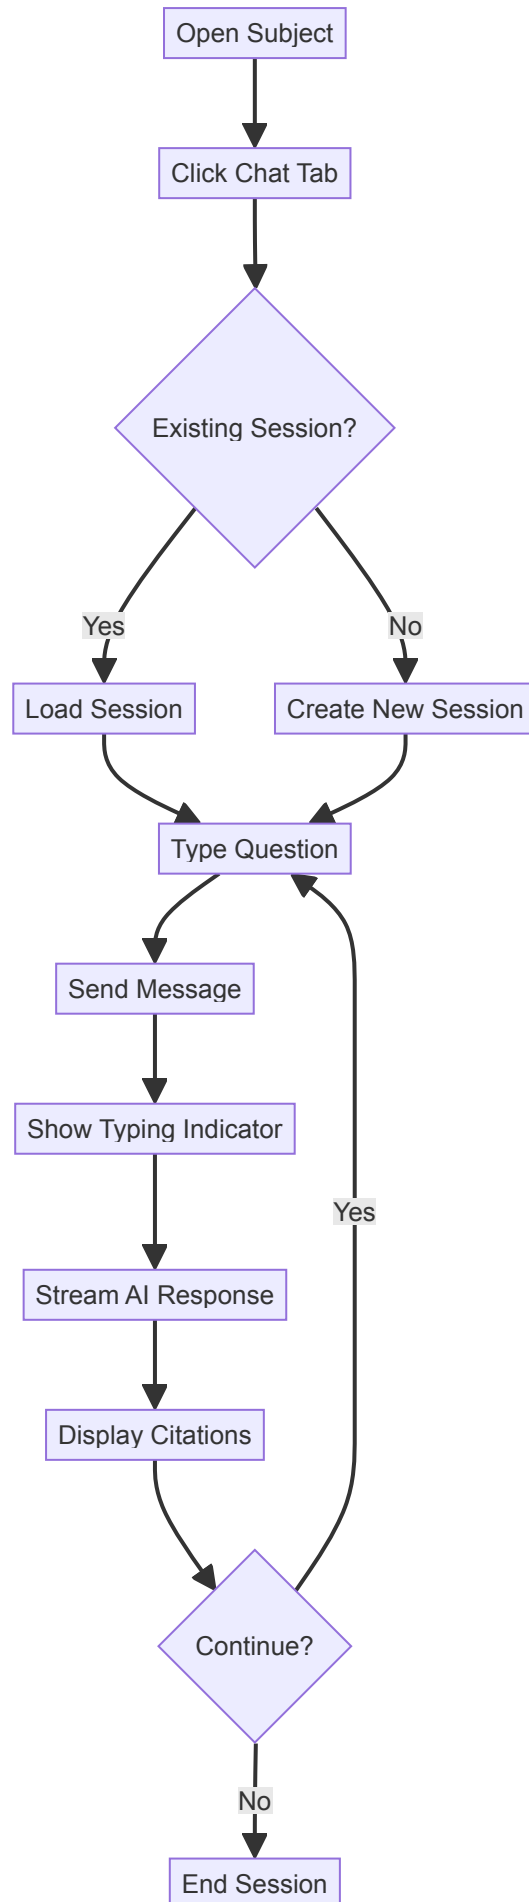 Open Subject
Click Chat Tab
Existing Session?
Yes
No
Load Session
Create New Session
Type Question
Send Message
Show Typing Indicator
Yes
Stream AI Response
Display Citations
Continue?
No
End Session